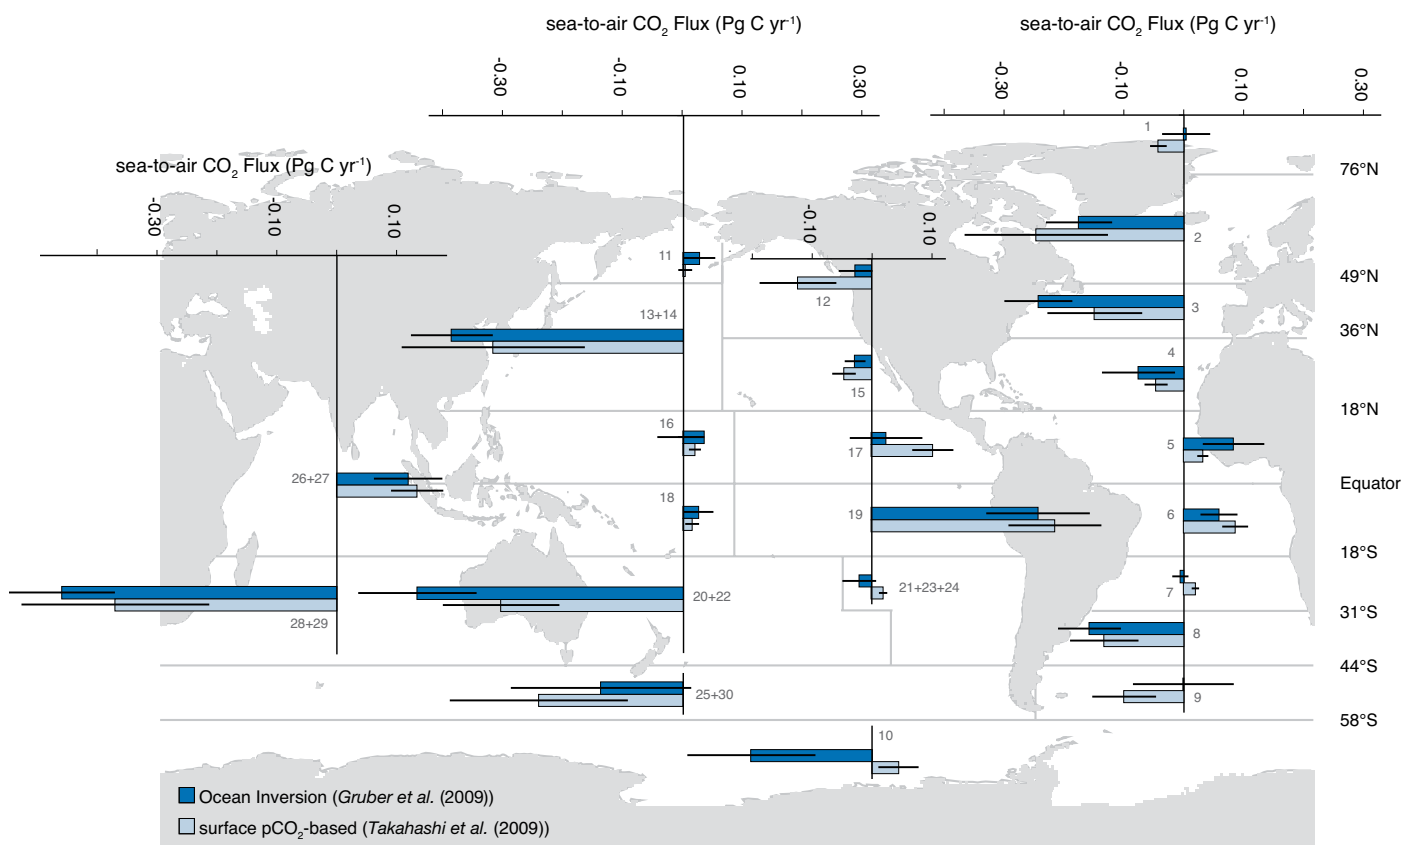 sea-to-air CO2 Flux (Pg C yr-1)
sea-to-air CO2 Flux (Pg C yr-1)
-0.30
-0.10
0.10
0.30
-0.30
-0.10
0.10
0.30
1
sea-to-air CO2 Flux (Pg C yr-1)
76°N
-0.30
-0.10
0.10
-0.10
0.10
2
11
49°N
12
3
13+14
36°N
4
15
18°N
16
17
5
26+27
Equator
18
19
6
18°S
20+22
21+23+24
7
31°S
28+29
8
44°S
25+30
9
58°S
10
Ocean Inversion (Gruber et al. (2009))
surface pCO2-based (Takahashi et al. (2009))